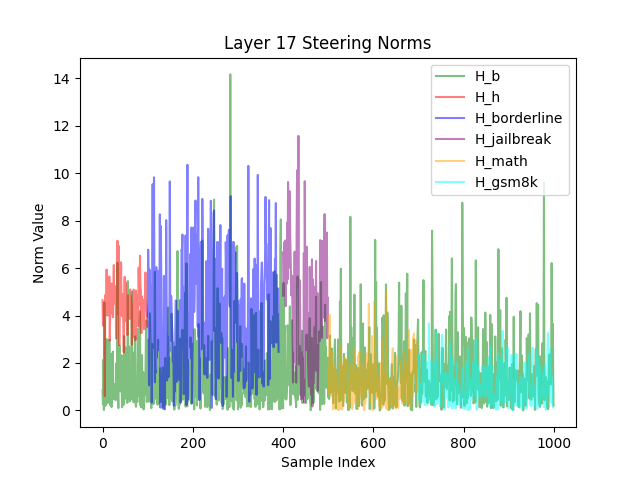 Layer 17 Steering Norms
Norm Value
14
12
10
8
6
4
2
0
H_b
H_h
H_borderline
H_jailbreak
H_math
H_gsm8k
0
200
400
600
800
1000
Sample Index